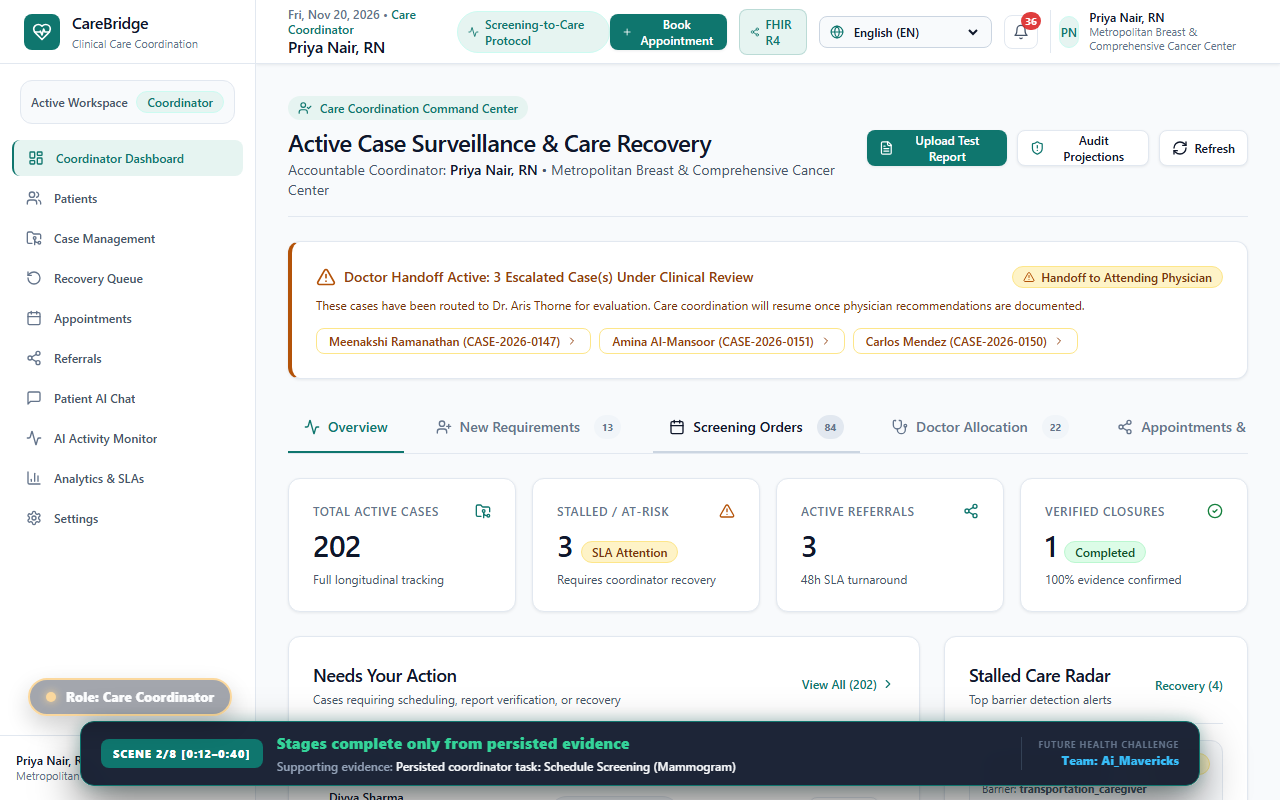 CareBridge
Clinical Care Coordination
Fri, Nov 20, 2026 • Care
Coordinator
Priya Nair, RN
Screening-to-Care
Protocol
+ Book
Appointment
FHIR
R4
English (EN)
36
PN
Priya Nair, RN
Metropolitan Breast &
Comprehensive Cancer Center
Active Workspace
Coordinator
Coordinator Dashboard
Patients
Case Management
Recovery Queue
Appointments
Referrals
Patient AI Chat
AI Activity Monitor
Analytics & SLAs
Settings
Role: Care Coordinator
Priya Nair, R
Metropolitan
Care Coordination Command Center
Active Case Surveillance & Care Recovery
Accountable Coordinator: Priya Nair, RN • Metropolitan Breast & Comprehensive Cancer
Center
Upload Test
Report
Audit
Projections
Refresh
Doctor Handoff Active: 3 Escalated Case(s) Under Clinical Review
Handoff to Attending Physician
These cases have been routed to Dr. Aris Thorne for evaluation. Care coordination will resume once physician recommendations are documented.
Meenakshi Ramanathan (CASE-2026-0147)
Amina Al-Mansoor (CASE-2026-0151)
Carlos Mendez (CASE-2026-0150)
Overview
New Requirements 13
Screening Orders 84
Doctor Allocation 22
Appointments &
TOTAL ACTIVE CASES
202
Full longitudinal tracking
STALLED / AT-RISK
3 SLA Attention
Requires coordinator recovery
ACTIVE REFERRALS
3
48h SLA turnaround
VERIFIED CLOSURES
1 Completed
100% evidence confirmed
Needs Your Action
Cases requiring scheduling, report verification, or recovery
View All (202)
Stalled Care Radar
Top barrier detection alerts
Recovery (4)
SCENE 2/8 [0:12–0:40]
Stages complete only from persisted evidence
Supporting evidence: Persisted coordinator task: Schedule Screening (Mammogram)
FUTURE HEALTH CHALLENGE
Team: Ai_Mavericks
Barrier: transportation_caregiver
Divya Sharma